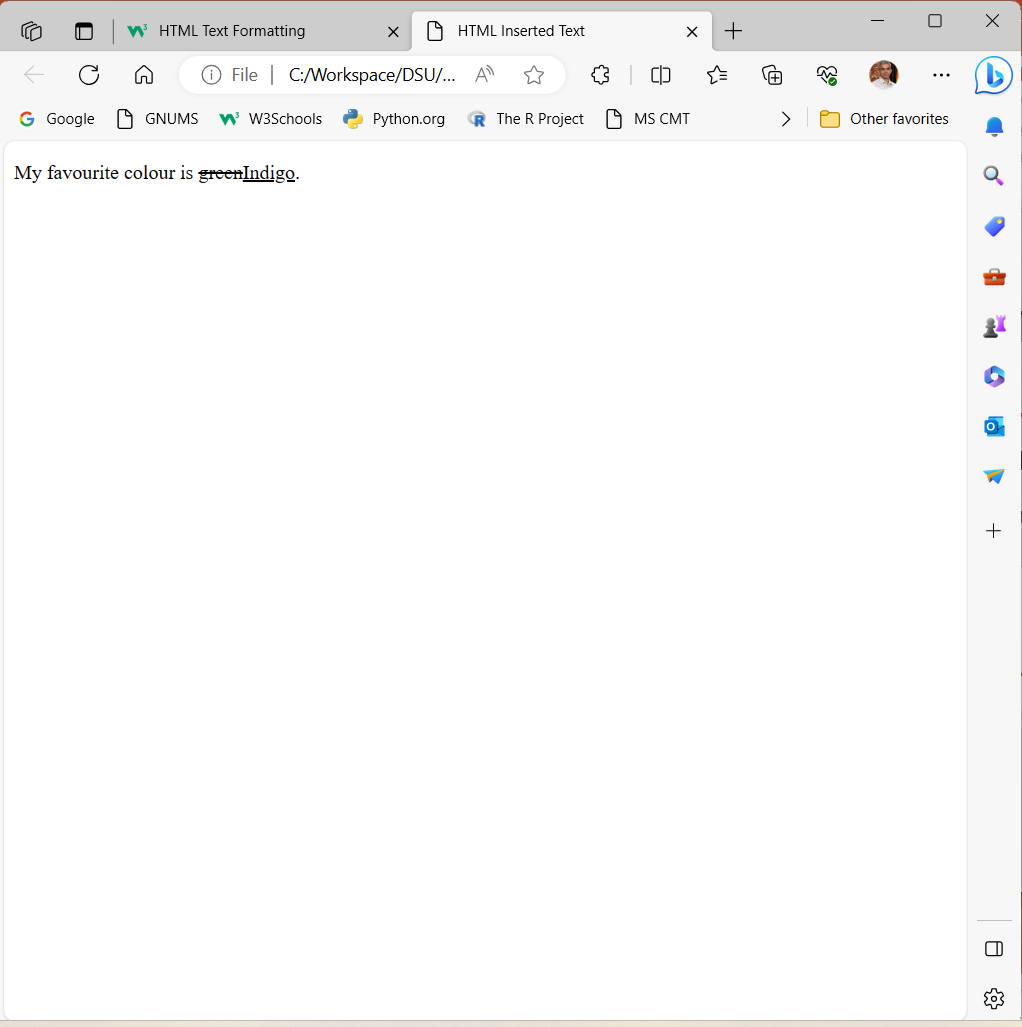 HTML Text Formatting
HTML Inserted Text
File
C:/Workspace/DSU/...
Google
GNUMS
W3Schools
Python.org
The R Project
MS CMT
Other favorites
My favourite colour is greenIndigo.